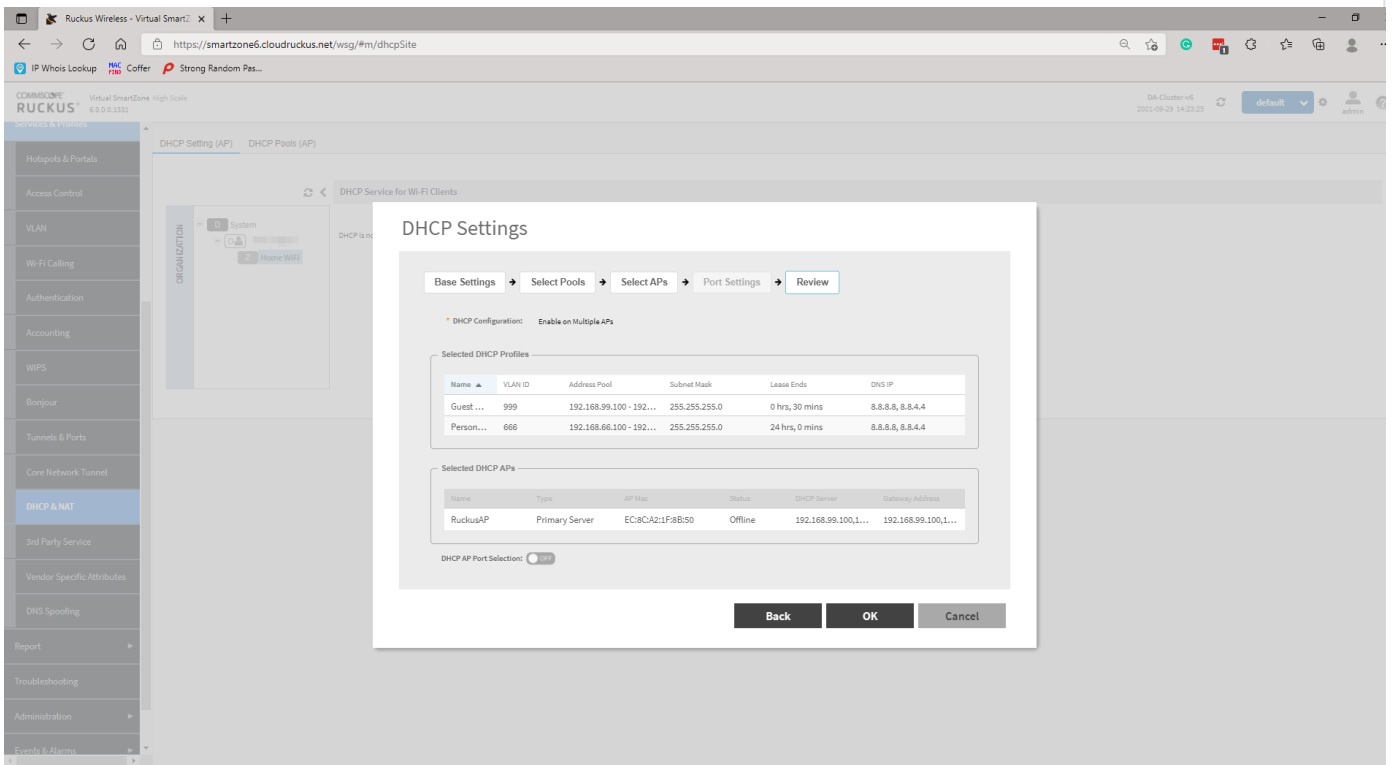 Ruckus Wireless - Virtual SmartZ
https://smartzone6.cloudruckus.net/wsg/#m/dhcpSite
IP Whois Lookup MAC FIND Coffer Strong Random Pas...
COMMSCOPE RUCKUS Virtual SmartZone High Scale
6.0.0.0.1331
DA-Cluster-v6
2021-09-29 14:23:23
default
admin
Services & Profiles
Hotspots & Portals
Access Control
VLAN
Wi-Fi Calling
Authentication
Accounting
WIPS
Bonjour
Tunnels & Ports
Core Network Tunnel
DHCP & NAT
3rd Party Service
Vendor Specific Attributes
DNS Spoofing
Report
Troubleshooting
Administration
Events & Alarms
DHCP Setting (AP) DHCP Pools (AP)
DHCP Service for Wi-Fi Clients
ORGANIZATION
D System
D
Z Home WiFi
DHCP is no
DHCP Settings
Base Settings Select Pools Select APs Port Settings Review
* DHCP Configuration: Enable on Multiple APs
Selected DHCP Profiles
Name VLAN ID Address Pool Subnet Mask Lease Ends DNS IP
Guest ... 999 192.168.99.100 - 192... 255.255.255.0 0 hrs, 30 mins 8.8.8.8, 8.8.4.4
Person... 666 192.168.66.100 - 192... 255.255.255.0 24 hrs, 0 mins 8.8.8.8, 8.8.4.4
Selected DHCP APs
Name Type AP Mac Status DHCP Server Gateway Address
RuckusAP Primary Server EC:8C:A2:1F:8B:50 Offline 192.168.99.100,1... 192.168.99.100,1...
DHCP AP Port Selection: OFF
Back OK Cancel